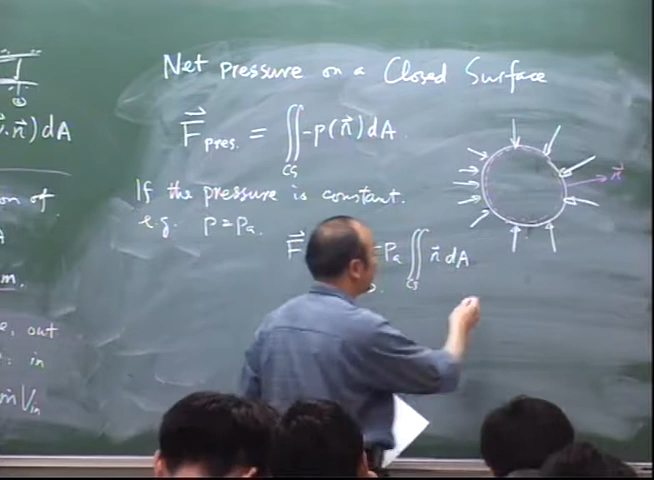 Net Pressure on a Closed Surface
F⃗ pres. = ∬CS -p(n⃗)dA
n⃗
If the pressure is constant.
e.g. p=pa.
F⃗ =Pa ∬CS n⃗ dA
·n⃗)dA
on of
m.
out
in
ṁVin